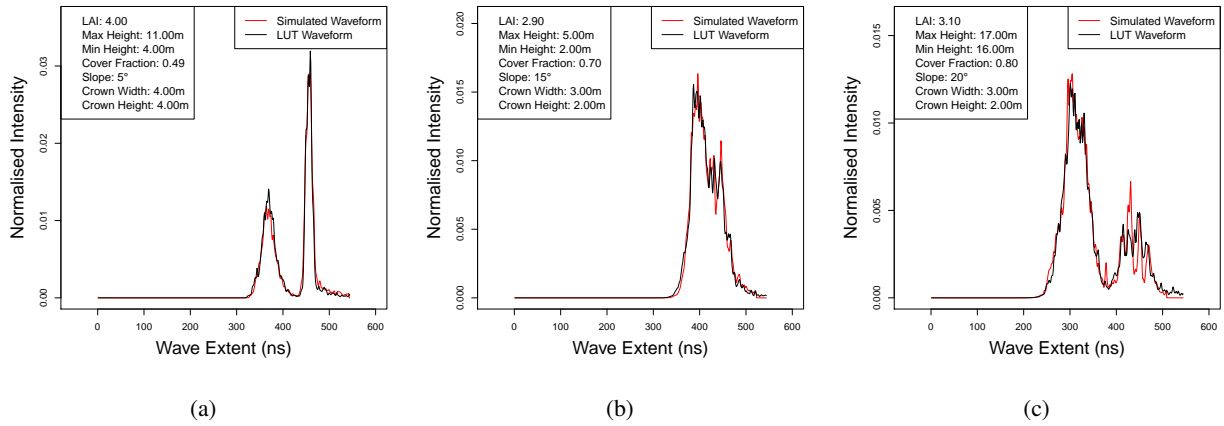 LAI: 4.00
Max Height: 11.00m
Min Height: 4.00m
Cover Fraction: 0.49
Slope: 5°
Crown Width: 4.00m
Crown Height: 4.00m
Simulated Waveform
LUT Waveform
Normalised Intensity
0.03
0.02
0.01
0.00
0 100 200 300 400 500 600
Wave Extent (ns)
(a)
LAI: 2.90
Max Height: 5.00m
Min Height: 2.00m
Cover Fraction: 0.70
Slope: 15°
Crown Width: 3.00m
Crown Height: 2.00m
Simulated Waveform
LUT Waveform
Normalised Intensity
0.020
0.015
0.010
0.005
0.000
0 100 200 300 400 500 600
Wave Extent (ns)
(b)
LAI: 3.10
Max Height: 17.00m
Min Height: 16.00m
Cover Fraction: 0.80
Slope: 20°
Crown Width: 3.00m
Crown Height: 2.00m
Simulated Waveform
LUT Waveform
Normalised Intensity
0.015
0.010
0.005
0.000
0 100 200 300 400 500 600
Wave Extent (ns)
(c)